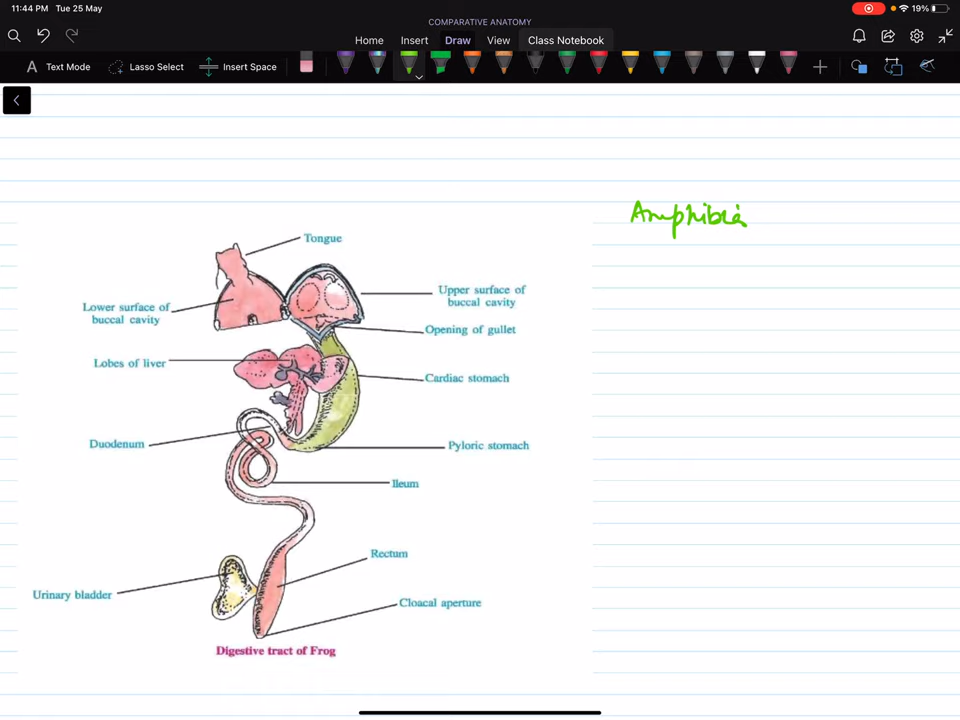 11:44 PM Tue 25 May
19%
COMPARATIVE ANATOMY
Home Insert Draw View Class Notebook
A Text Mode Lasso Select Insert Space
Amphibia
Tongue
Upper surface of
buccal cavity
Lower surface of
buccal cavity
Opening of gullet
Lobes of liver
Cardiac stomach
Duodenum
Pyloric stomach
Ileum
Rectum
Urinary bladder
Cloacal aperture
Digestive tract of Frog